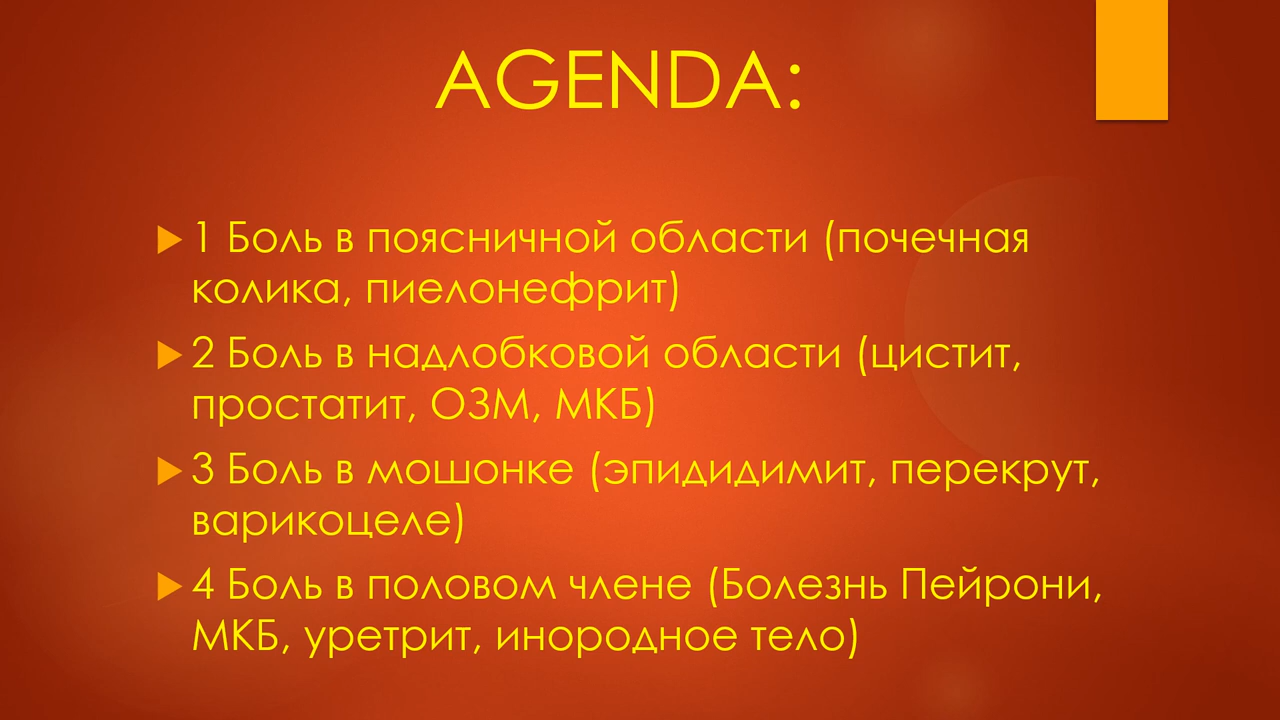 AGENDA:
1 Боль в поясничной области (почечная
колика, пиелонефрит)
2 Боль в надлобковой области (цистит,
простатит, ОЗМ, МКБ)
3 Боль в мошонке (эпидидимит, перекрут,
варикоцеле)
4 Боль в половом члене (Болезнь Пейрони,
МКБ, уретрит, инородное тело)